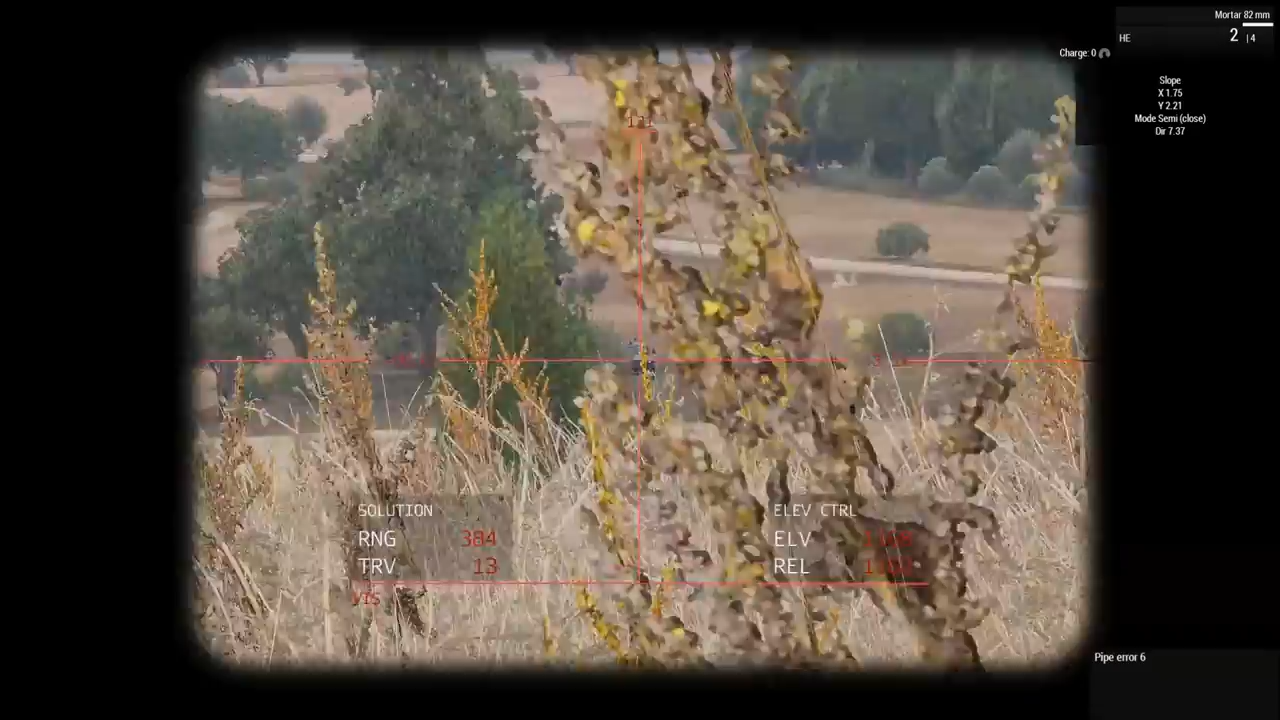 Mortar 82 mm
HE 2 | 4
Charge: 0
Slope
X 1.75
Y 2.21
Mode Semi (close)
Dir 7.37
SOLUTION
RNG 384
TRV 13
ELEV CTRL
ELV
REL
VIS
Pipe error 6